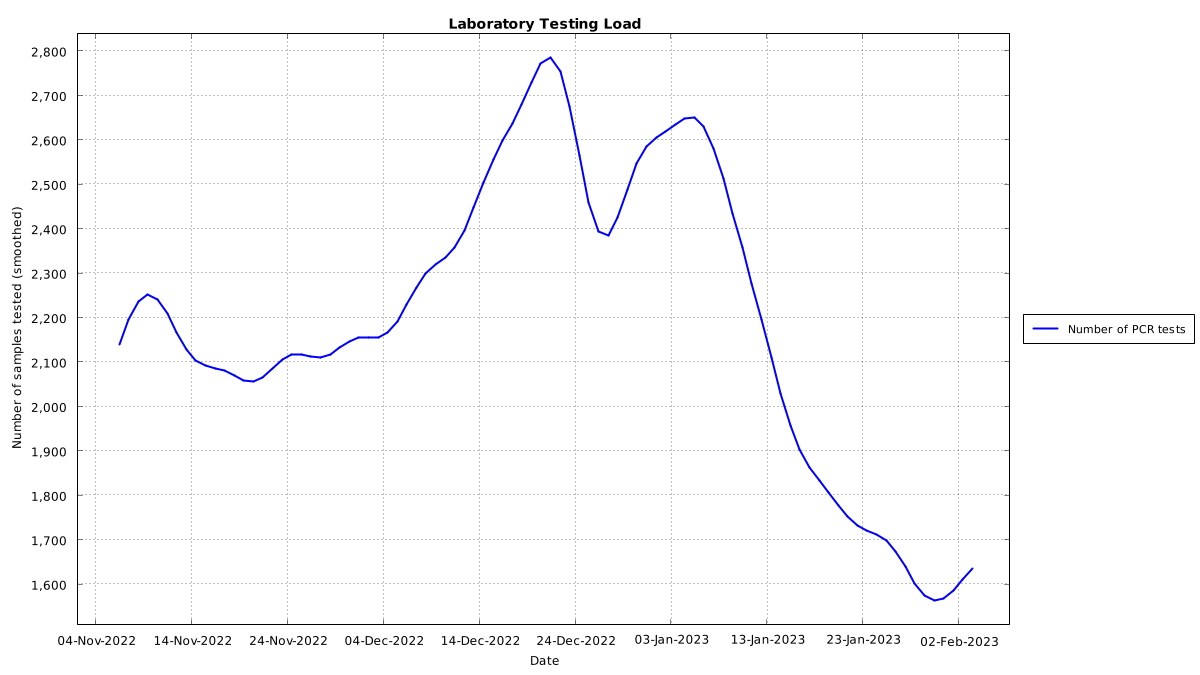 Laboratory Testing Load
Number of samples tested (smoothed)
2,800
2,700
2,600
2,500
2,400
2,300
2,200
2,100
2,000
1,900
1,800
1,700
1,600
04-Nov-2022
14-Nov-2022
24-Nov-2022
04-Dec-2022
14-Dec-2022
24-Dec-2022
03-Jan-2023
13-Jan-2023
23-Jan-2023
02-Feb-2023
Date
Number of PCR tests